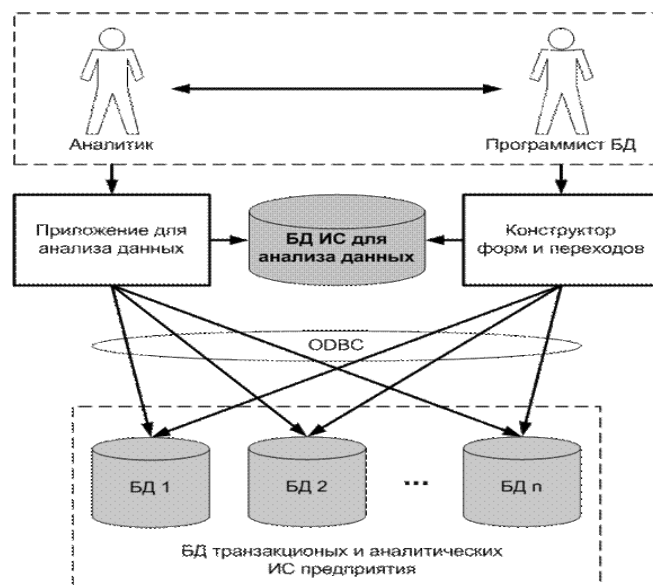 Аналитик
Программист БД
Приложение для
анализа данных
БД ИС для
анализа данных
Конструктор
форм и переходов
ODBC
БД 1
БД 2
...
БД n
БД транзакционых и аналитических
ИС предприятия